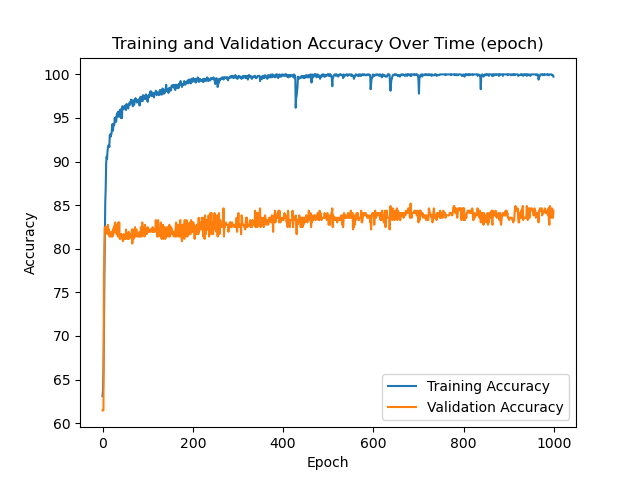 Training and Validation Accuracy Over Time (epoch)
100
95
90
85
80
75
70
65
60
Accuracy
Training Accuracy
Validation Accuracy
0 200 400 600 800 1000
Epoch